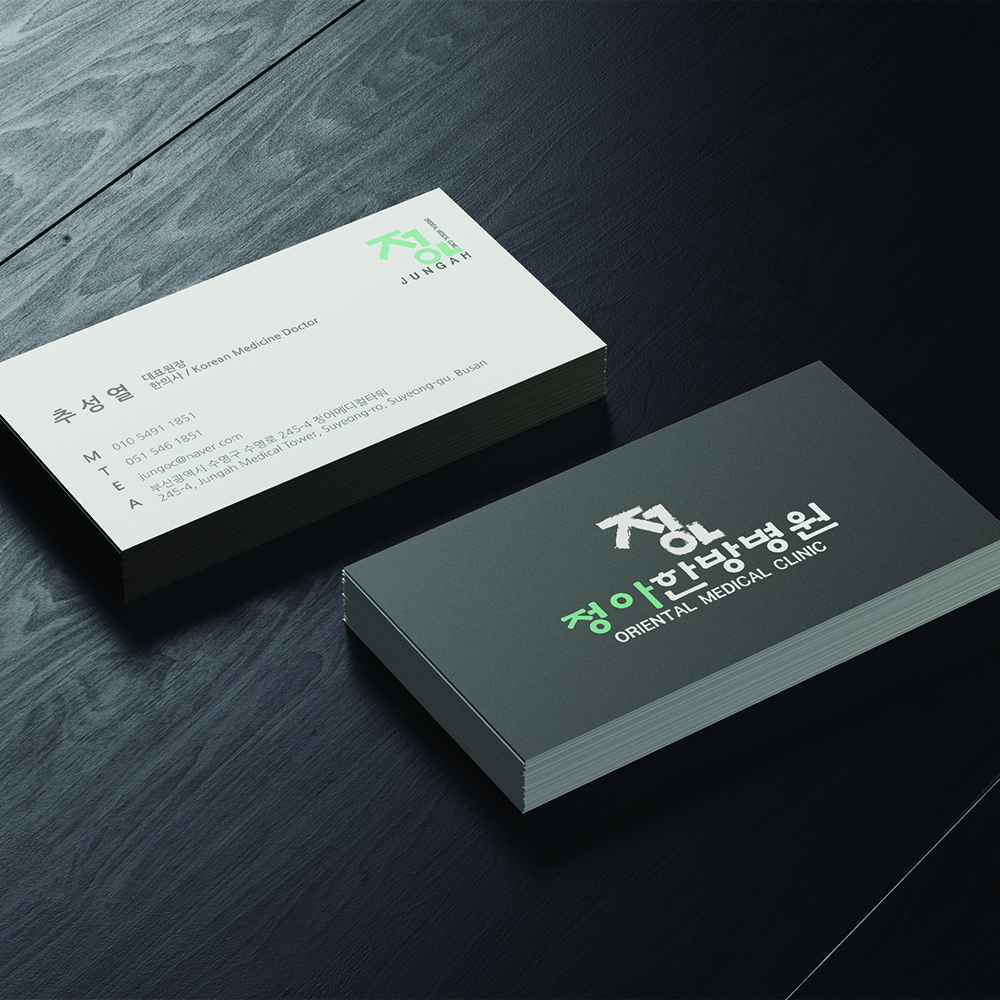 정아
ORIENTAL MEDICAL CLINIC
JUNGAH
추성열
대표원장
한의사 / Korean Medicine Doctor
M 010 5491 1851
T 051 546 1851
E jungoc@naver.com
A 부산광역시 수영구 수영로 245-4 정아메디컬타워
245-4, Jungah Medical Tower, Suyeong-ro, Suyeong-gu, Busan
정아
정아한방병원
ORIENTAL MEDICAL CLINIC